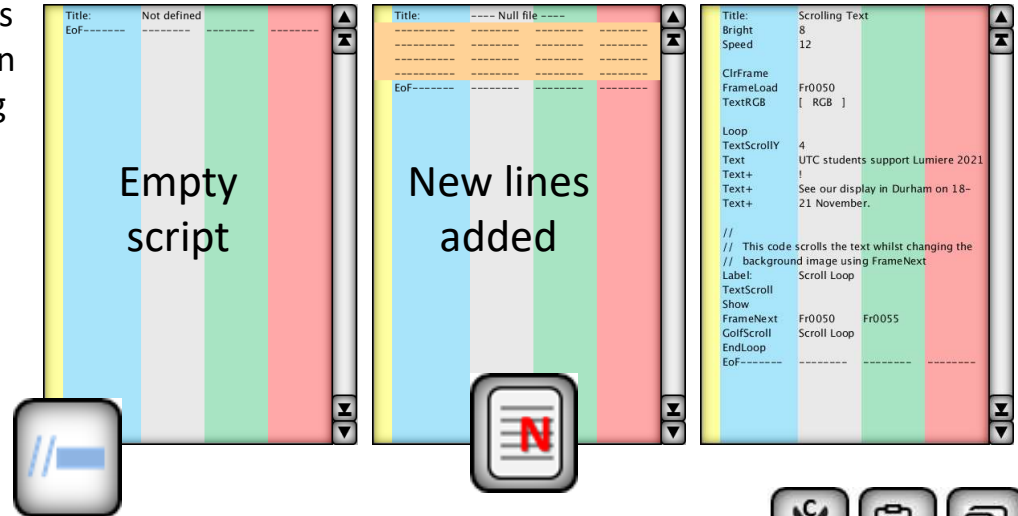 s
n
g
Title: Not defined
EoF------- -------- -------- --------
Empty
script
//
Title: ---- Null file ----
---------- -------- -------- --------
---------- -------- -------- --------
---------- -------- -------- --------
---------- -------- -------- --------
EoF------- -------- -------- --------
New lines
added
N
Title: Scrolling Text
Bright 8
Speed 12
ClrFrame
FrameLoad Fr0050
TextRGB [ RGB ]
Loop
TextScrollY 4
Text UTC students support Lumiere 2021
Text+ !
Text+ See our display in Durham on 18-
Text+ 21 November.
//
// This code scrolls the text whilst changing the
// background image using FrameNext
Label: Scroll Loop
TextScroll
Show
FrameNext Fr0050 Fr0055
GoIfScroll Scroll Loop
EndLoop
EoF------- -------- -------- --------
C